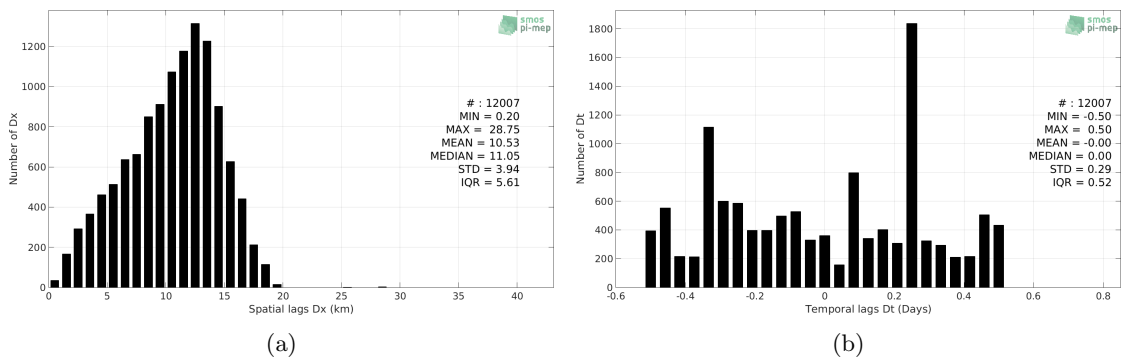 smos
pi-mep
1200
1000
800
600
400
200
0
Number of Dx
# : 12007
MIN = 0.20
MAX = 28.75
MEAN = 10.53
MEDIAN = 11.05
STD = 3.94
IQR = 5.61
0 5 10 15 20 25 30 35 40
Spatial lags Dx (km)
(a)
smos
pi-mep
1800
1600
1400
1200
1000
800
600
400
200
0
Number of Dt
# : 12007
MIN = -0.50
MAX = 0.50
MEAN = -0.00
MEDIAN = 0.00
STD = 0.29
IQR = 0.52
-0.6 -0.4 -0.2 0 0.2 0.4 0.6 0.8
Temporal lags Dt (Days)
(b)